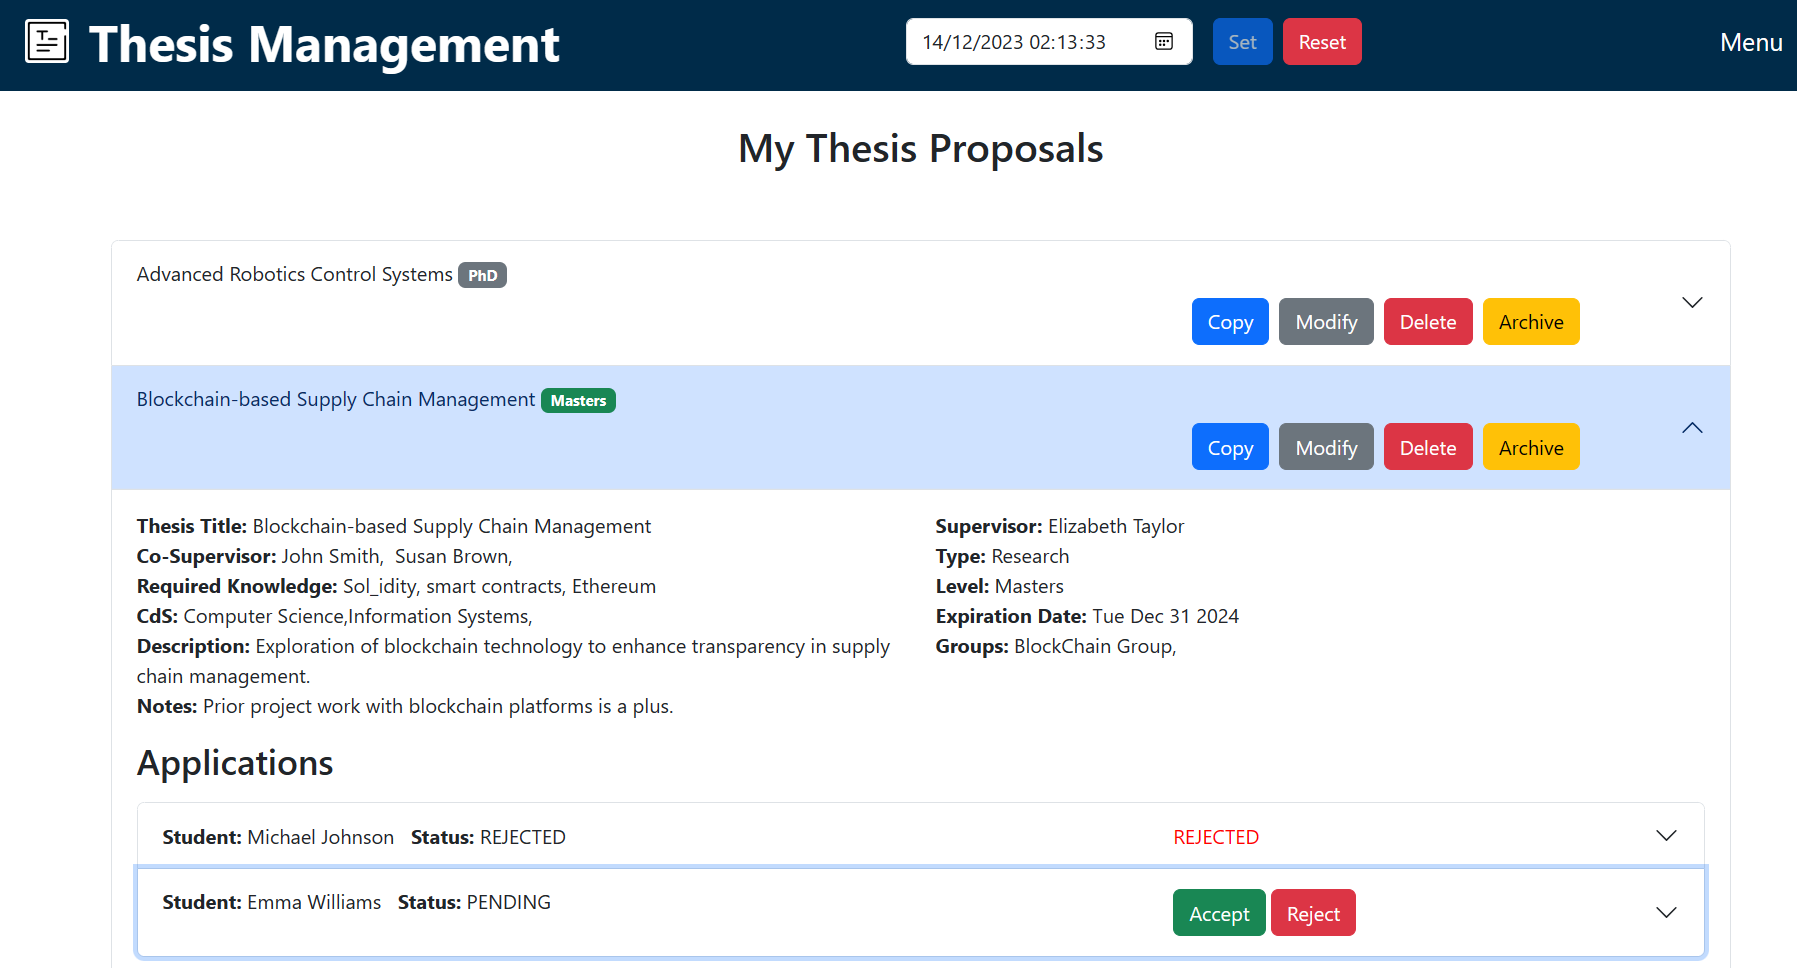 Thesis Management
14/12/2023 02:13:33
Set
Reset
Menu
My Thesis Proposals
Advanced Robotics Control Systems PhD
Copy Modify Delete Archive
Blockchain-based Supply Chain Management Masters
Copy Modify Delete Archive
Thesis Title: Blockchain-based Supply Chain Management
Co-Supervisor: John Smith, Susan Brown,
Required Knowledge: Sol_idity, smart contracts, Ethereum
CdS: Computer Science,Information Systems,
Description: Exploration of blockchain technology to enhance transparency in supply
chain management.
Notes: Prior project work with blockchain platforms is a plus.
Supervisor: Elizabeth Taylor
Type: Research
Level: Masters
Expiration Date: Tue Dec 31 2024
Groups: BlockChain Group,
Applications
Student: Michael Johnson Status: REJECTED
REJECTED
Student: Emma Williams Status: PENDING
Accept Reject